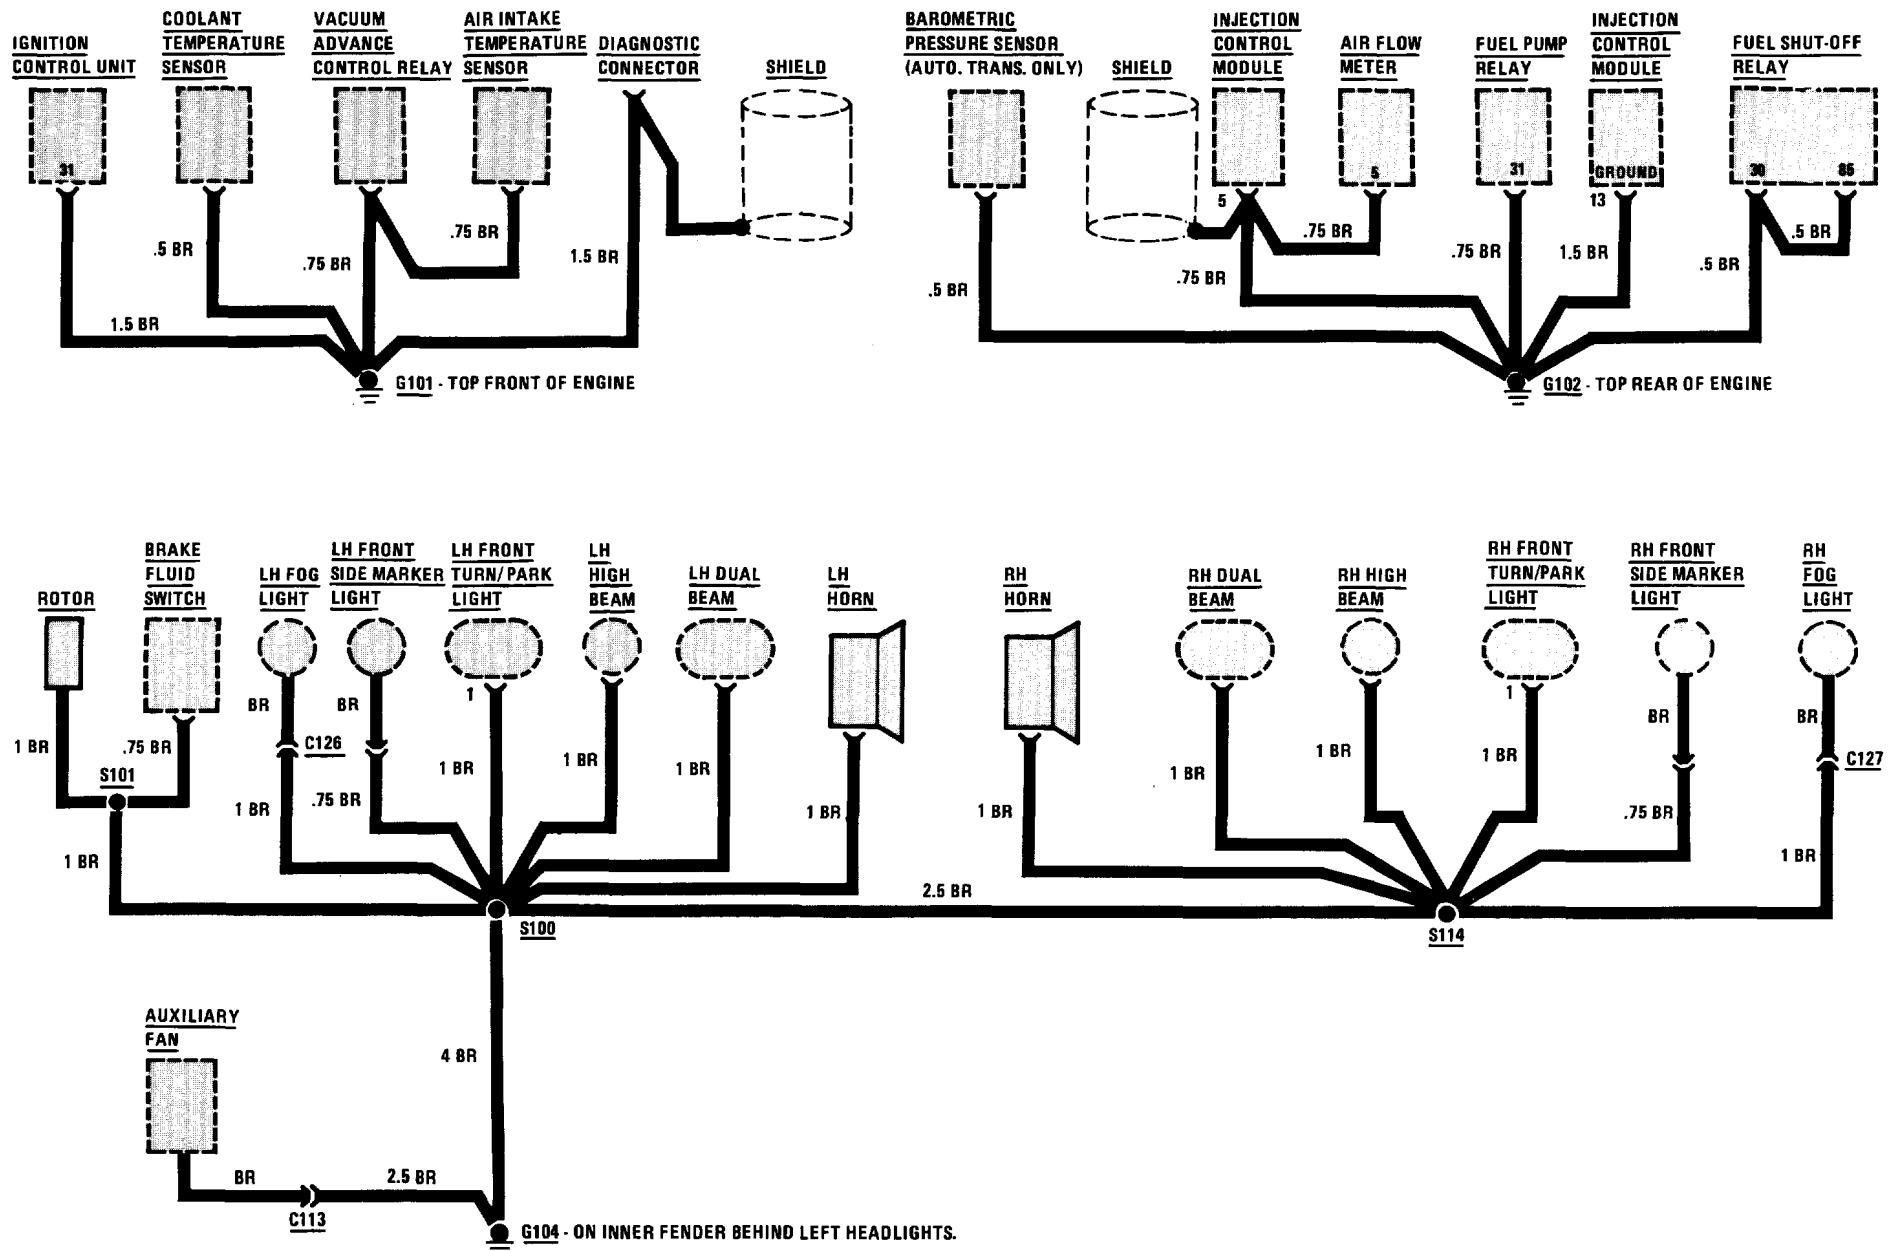 IGNITION
CONTROL UNIT
COOLANT
TEMPERATURE
SENSOR
VACUUM
ADVANCE
CONTROL RELAY
AIR INTAKE
TEMPERATURE
SENSOR
DIAGNOSTIC
CONNECTOR
SHIELD
BAROMETRIC
PRESSURE SENSOR
(AUTO. TRANS. ONLY)
SHIELD
INJECTION
CONTROL
MODULE
AIR FLOW
METER
FUEL PUMP
RELAY
INJECTION
CONTROL
MODULE
FUEL SHUT-OFF
RELAY
31
5
31
GROUND
30
85
5
13
.5 BR
.75 BR
.75 BR
1.5 BR
1.5 BR
.5 BR
.75 BR
.75 BR
.75 BR
1.5 BR
.5 BR
.5 BR
G101 - TOP FRONT OF ENGINE
G102 - TOP REAR OF ENGINE
ROTOR
BRAKE
FLUID
SWITCH
LH FOG
LIGHT
LH FRONT
SIDE MARKER
LIGHT
LH FRONT
TURN/PARK
LIGHT
LH
HIGH
BEAM
LH DUAL
BEAM
LH
HORN
RH
HORN
RH DUAL
BEAM
RH HIGH
BEAM
RH FRONT
TURN/PARK
LIGHT
RH FRONT
SIDE MARKER
LIGHT
RH
FOG
LIGHT
1 BR
.75 BR
S101
1 BR
BR
C126
1 BR
BR
.75 BR
1
1 BR
1 BR
1 BR
1 BR
1 BR
1 BR
1 BR
1
1 BR
BR
.75 BR
BR
C127
1 BR
2.5 BR
S100
S114
AUXILIARY
FAN
4 BR
BR
2.5 BR
C113
G104 - ON INNER FENDER BEHIND LEFT HEADLIGHTS.